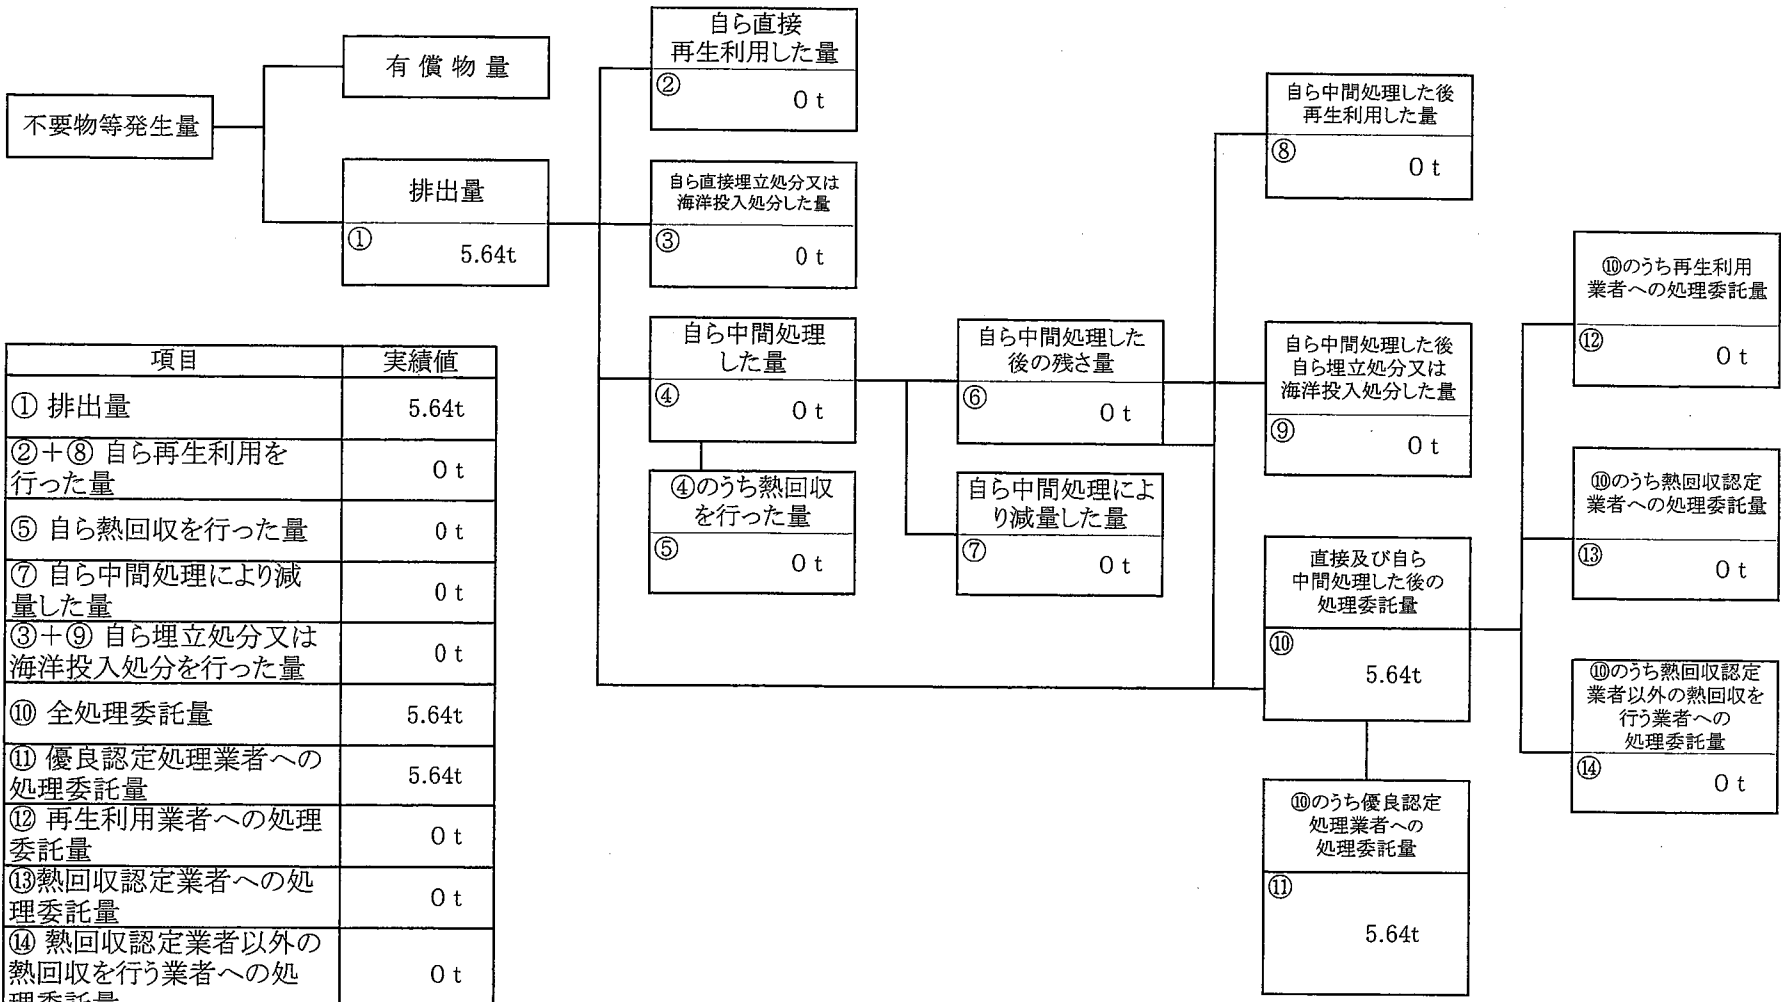 不要物等発生量
有 償 物 量
排出量
①
5.64t
自ら直接
再生利用した量
②
0 t
自ら直接埋立処分又は
海洋投入処分した量
③
0 t
自ら中間処理
した量
④
0 t
④のうち熱回収
を行った量
⑤
0 t
自ら中間処理した
後の残さ量
⑥
0 t
自ら中間処理によ
り減量した量
⑦
0 t
自ら中間処理した後
再生利用した量
⑧
0 t
自ら中間処理した後
自ら埋立処分又は
海洋投入処分した量
⑨
0 t
直接及び自ら
中間処理した後の
処理委託量
⑩
5.64t
⑩のうち優良認定
処理業者への
処理委託量
⑪
5.64t
⑩のうち再生利用
業者への処理委託量
⑫
0 t
⑩のうち熱回収認定
業者への処理委託量
⑬
0 t
⑩のうち熱回収認定
業者以外の熱回収を
行う業者への
処理委託量
⑭
0 t
項目 実績値
① 排出量 5.64t
②+⑧ 自ら再生利用を
行った量
0 t
⑤ 自ら熱回収を行った量 0 t
⑦ 自ら中間処理により減
量した量
0 t
③+⑨ 自ら埋立処分又は
海洋投入処分を行った量
0 t
⑩ 全処理委託量 5.64t
⑪ 優良認定処理業者への
処理委託量
5.64t
⑫ 再生利用業者への処理
委託量
0 t
⑬熱回収認定業者への処
理委託量
0 t
⑭ 熱回収認定業者以外の
熱回収を行う業者への処
理委託量
0 t